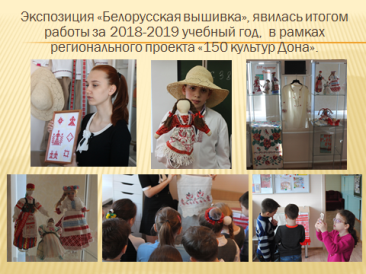 Экспозиция «Белорусская вышивка», явилась итогом
работы за 2018-2019 учебный год, в рамках
регионального проекта «150 культур Дона».